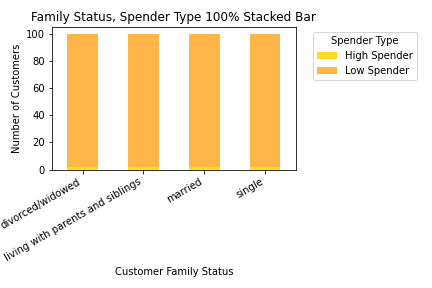 Family Status, Spender Type 100% Stacked Bar
Number of Customers
100
80
60
40
20
0
divorced/widowed
living with parents and siblings
married
single
Customer Family Status
Spender Type
High Spender
Low Spender